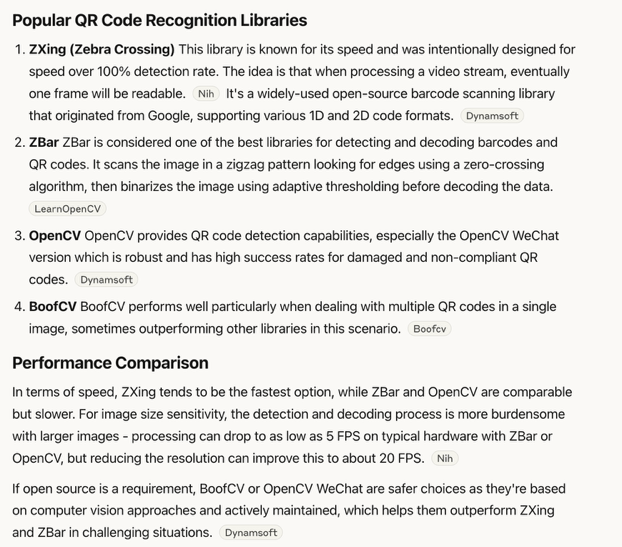 Popular QR Code Recognition Libraries
1. ZXing (Zebra Crossing) This library is known for its speed and was intentionally designed for
speed over 100% detection rate. The idea is that when processing a video stream, eventually
one frame will be readable. Nih It's a widely-used open-source barcode scanning library
that originated from Google, supporting various 1D and 2D code formats. Dynamsoft
2. ZBar ZBar is considered one of the best libraries for detecting and decoding barcodes and
QR codes. It scans the image in a zigzag pattern looking for edges using a zero-crossing
algorithm, then binarizes the image using adaptive thresholding before decoding the data.
LearnOpenCV
3. OpenCV OpenCV provides QR code detection capabilities, especially the OpenCV WeChat
version which is robust and has high success rates for damaged and non-compliant QR
codes. Dynamsoft
4. BoofCV BoofCV performs well particularly when dealing with multiple QR codes in a single
image, sometimes outperforming other libraries in this scenario. Boofcv
Performance Comparison
In terms of speed, ZXing tends to be the fastest option, while ZBar and OpenCV are comparable
but slower. For image size sensitivity, the detection and decoding process is more burdensome
with larger images - processing can drop to as low as 5 FPS on typical hardware with ZBar or
OpenCV, but reducing the resolution can improve this to about 20 FPS. Nih
If open source is a requirement, BoofCV or OpenCV WeChat are safer choices as they're based
on computer vision approaches and actively maintained, which helps them outperform ZXing
and ZBar in challenging situations. Dynamsoft